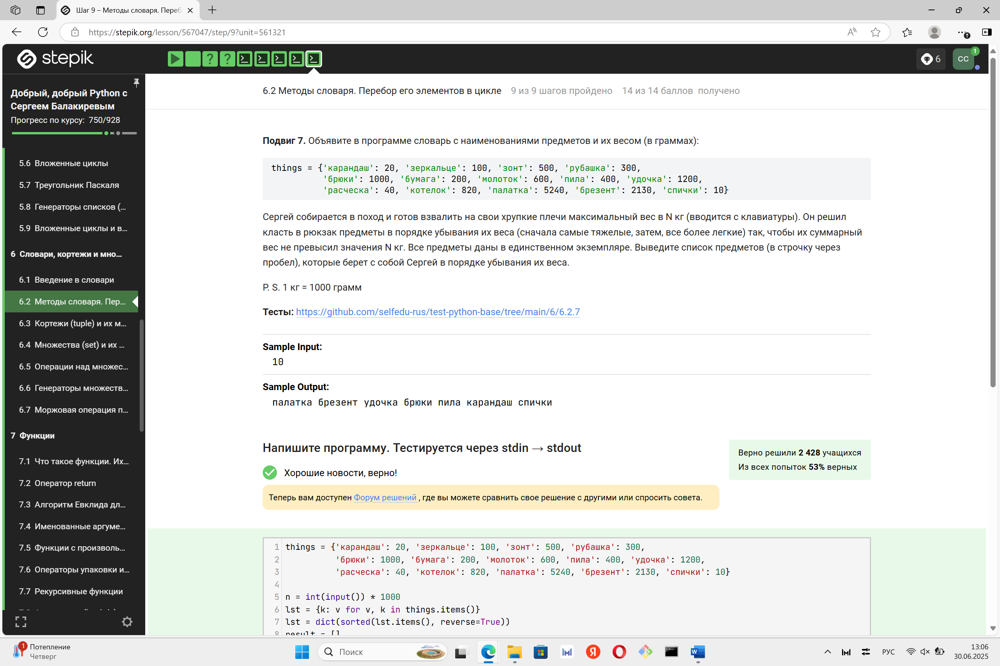 Шаг 9 – Методы словаря. Переб
https://stepik.org/lesson/567047/step/9?unit=561321
stepik
6
CC
1
Добрый, добрый Python с
Сергеем Балакиревым
Прогресс по курсу: 750/928
5.6 Вложенные циклы
5.7 Треугольник Паскаля
5.8 Генераторы списков (...
5.9 Вложенные циклы и в...
6 Словари, кортежи и мно...
6.1 Введение в словари
6.2 Методы словаря. Пер...
6.3 Кортежи (tuple) и их м...
6.4 Множества (set) и их ...
6.5 Операции над множес...
6.6 Генераторы множеств...
6.7 Моржовая операция п...
7 Функции
7.1 Что такое функции. Их...
7.2 Оператор return
7.3 Алгоритм Евклида дл...
7.4 Именованные аргуме...
7.5 Функции с произволь...
7.6 Операторы упаковки и...
7.7 Рекурсивные функции
6.2 Методы словаря. Перебор его элементов в цикле 9 из 9 шагов пройдено 14 из 14 баллов получено
Подвиг 7. Объявите в программе словарь с наименованиями предметов и их весом (в граммах):
things = {'карандаш': 20, 'зеркальце': 100, 'зонт': 500, 'рубашка': 300,
'брюки': 1000, 'бумага': 200, 'молоток': 600, 'пила': 400, 'удочка': 1200,
'расческа': 40, 'котелок': 820, 'палатка': 5240, 'брезент': 2130, 'спички': 10}
Сергей собирается в поход и готов взвалить на свои хрупкие плечи максимальный вес в N кг (вводится с клавиатуры). Он решил
класть в рюкзак предметы в порядке убывания их веса (сначала самые тяжелые, затем, все более легкие) так, чтобы их суммарный
вес не превысил значения N кг. Все предметы даны в единственном экземпляре. Выведите список предметов (в строчку через
пробел), которые берет с собой Сергей в порядке убывания их веса.
P. S. 1 кг = 1000 грамм
Тесты: https://github.com/selfedu-rus/test-python-base/tree/main/6/6.2.7
Sample Input:
10
Sample Output:
палатка брезент удочка брюки пила карандаш спички
Напишите программу. Тестируется через stdin → stdout
Верно решили 2 428 учащихся
Из всех попыток 53% верных
Хорошие новости, верно!
Теперь вам доступен Форум решений , где вы можете сравнить свое решение с другими или спросить совета.
1 things = {'карандаш': 20, 'зеркальце': 100, 'зонт': 500, 'рубашка': 300,
2 'брюки': 1000, 'бумага': 200, 'молоток': 600, 'пила': 400, 'удочка': 1200,
3 'расческа': 40, 'котелок': 820, 'палатка': 5240, 'брезент': 2130, 'спички': 10}
4
5 n = int(input()) * 1000
6 lst = {k: v for v, k in things.items()}
7 lst = dict(sorted(lst.items(), reverse=True))
8 result = []
1
Потепление
Четверг
Поиск
РУС
13:06
30.06.2025